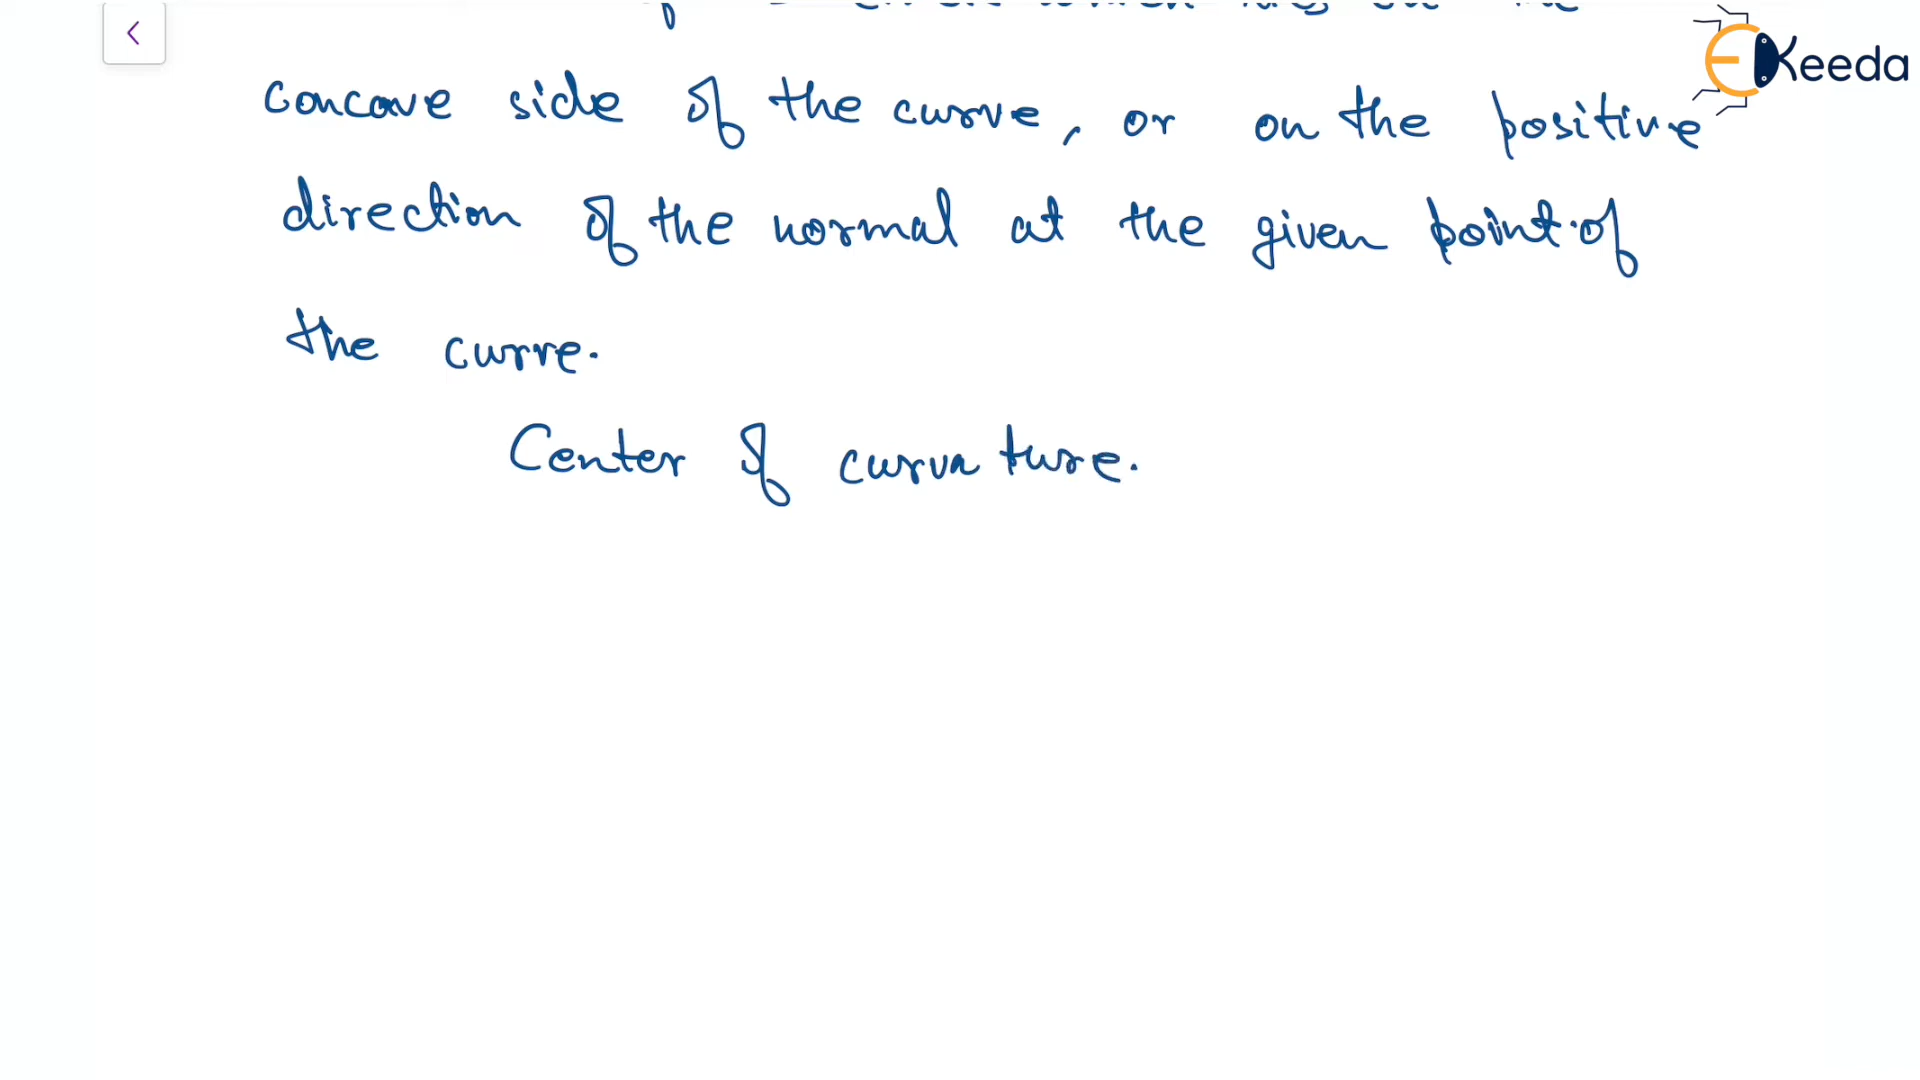 concave side of the curve, or on the positive
Keeda
direction of the normal at the given point of
the curve.
Center of curvature.